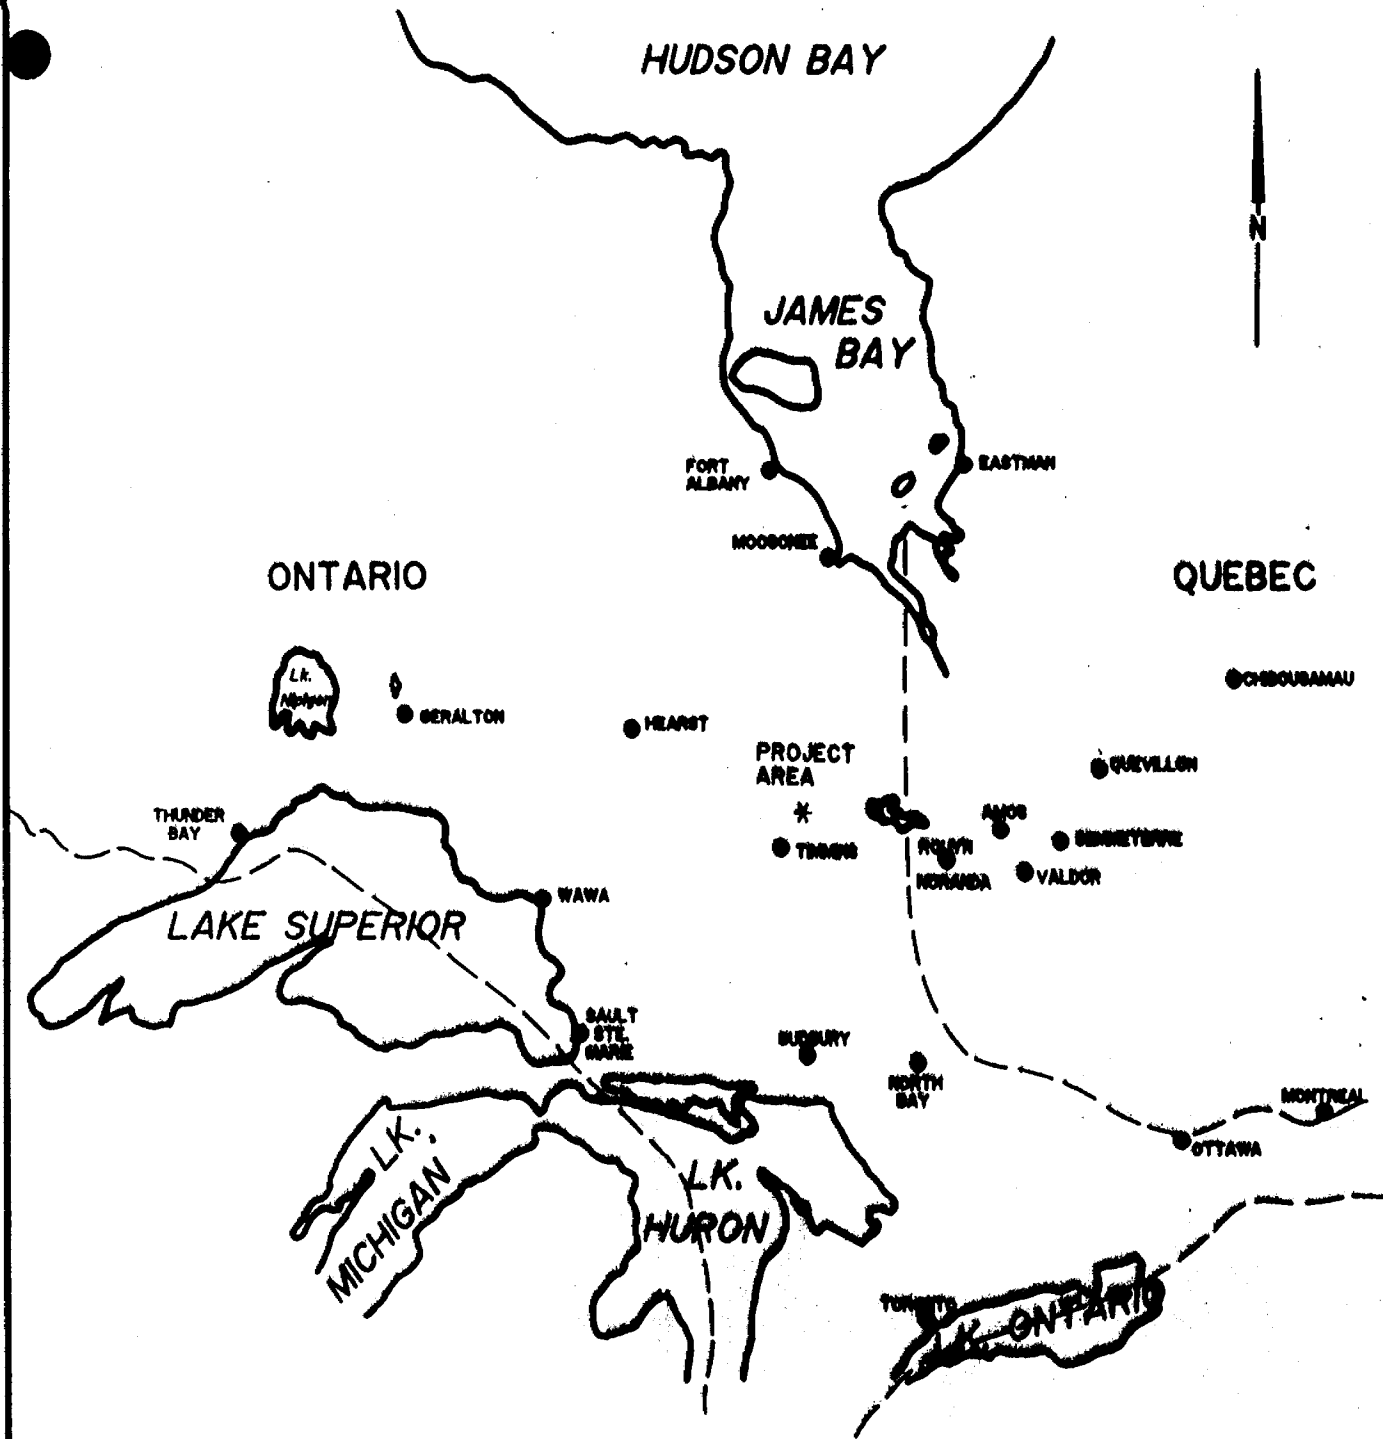 HUDSON BAY
N
JAMES
BAY
FORT
ALBANY
EASTMAN
MOOSONEE
ONTARIO
QUEBEC
Lk.
Nipigon
GERALTON
HEARST
CHIBOUGAMAU
PROJECT
AREA
*
QUEVILLON
THUNDER
BAY
AMOS
TIMMINS
ROUYN
NORANDA
SENNETERRE
VALDOR
WAWA
LAKE SUPERIOR
SAULT
STE.
MARIE
SUDBURY
NORTH
BAY
MONTREAL
OTTAWA
LK.
MICHIGAN
LK.
HURON
TORONTO
LK. ONTARIO